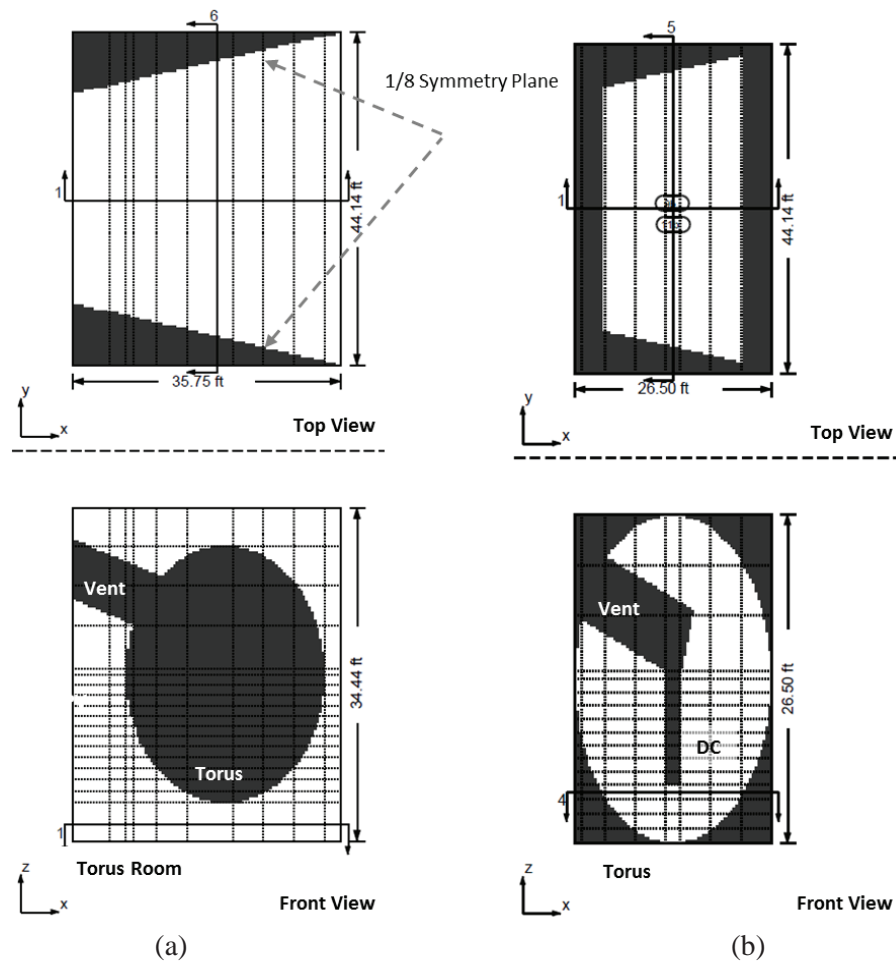 6
1/8 Symmetry Plane
1
44.14 ft
35.75 ft
y
x
Top View
5
1
44.14 ft
26.50 ft
y
x
Top View
Vent
Torus
34.44 ft
1
Torus Room
z
x
Front View
(a)
Vent
DC
26.50 ft
4
Torus
z
x
Front View
(b)